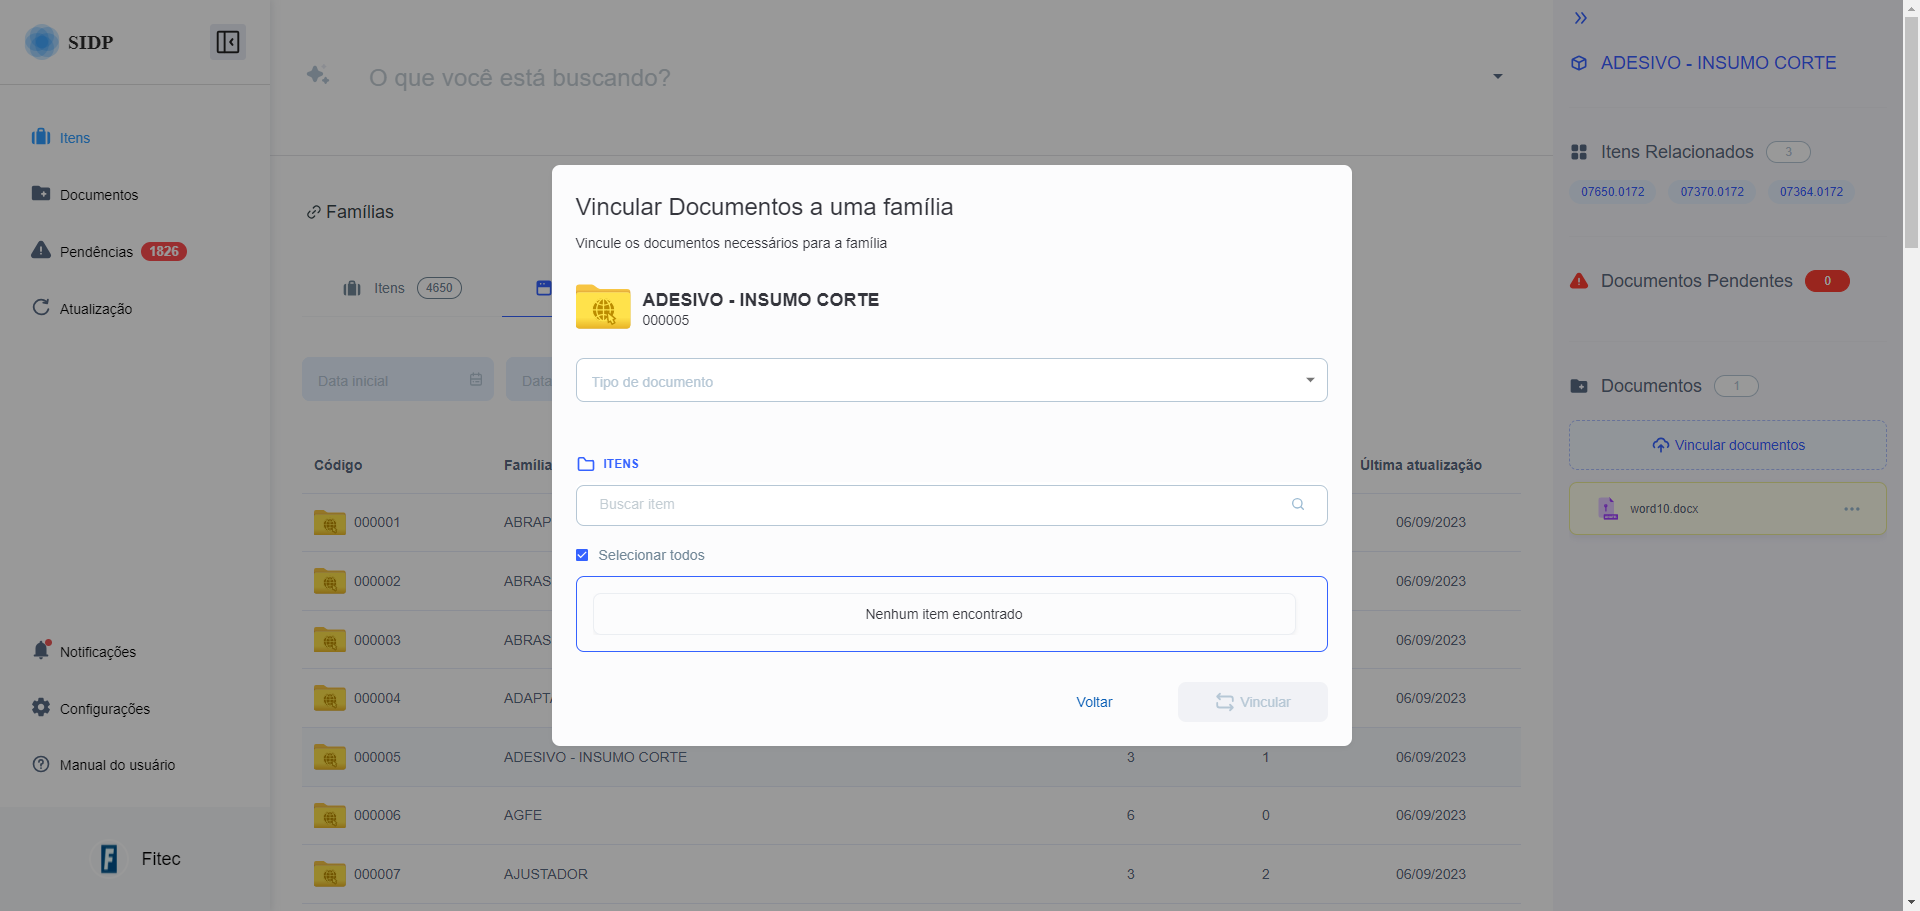 SIDP
Itens
Documentos
Pendências 1826
Atualização
Notificações
Configurações
Manual do usuário
Fitec
O que você está buscando?
Famílias
Itens 4650
Data inicial
Data
Código Família Última atualização
000001 ABRAP 06/09/2023
000002 ABRAS 06/09/2023
000003 ABRAS 06/09/2023
000004 ADAPTA 06/09/2023
000005 ADESIVO - INSUMO CORTE 3 1 06/09/2023
000006 AGFE 6 0 06/09/2023
000007 AJUSTADOR 3 2 06/09/2023
Vincular Documentos a uma família
Vincule os documentos necessários para a família
ADESIVO - INSUMO CORTE
000005
Tipo de documento
ITENS
Buscar item
Selecionar todos
Nenhum item encontrado
Voltar Vincular
ADESIVO - INSUMO CORTE
Itens Relacionados 3
07650.0172 07370.0172 07364.0172
Documentos Pendentes 0
Documentos 1
Vincular documentos
word10.docx